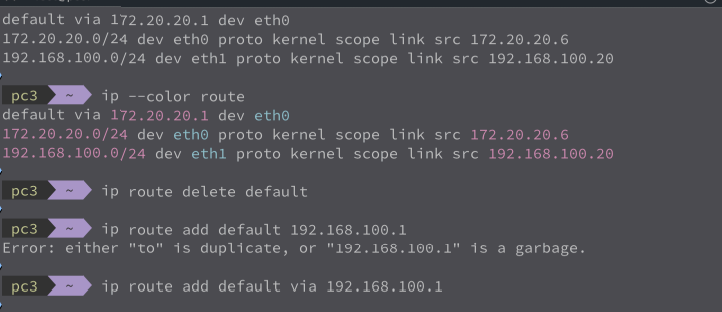 default via 172.20.20.1 dev eth0
172.20.20.0/24 dev eth0 proto kernel scope link src 172.20.20.6
192.168.100.0/24 dev eth1 proto kernel scope link src 192.168.100.20
pc3 ~ ip --color route
default via 172.20.20.1 dev eth0
172.20.20.0/24 dev eth0 proto kernel scope link src 172.20.20.6
192.168.100.0/24 dev eth1 proto kernel scope link src 192.168.100.20
pc3 ~ ip route delete default
pc3 ~ ip route add default 192.168.100.1
Error: either "to" is duplicate, or "192.168.100.1" is a garbage.
pc3 ~ ip route add default via 192.168.100.1